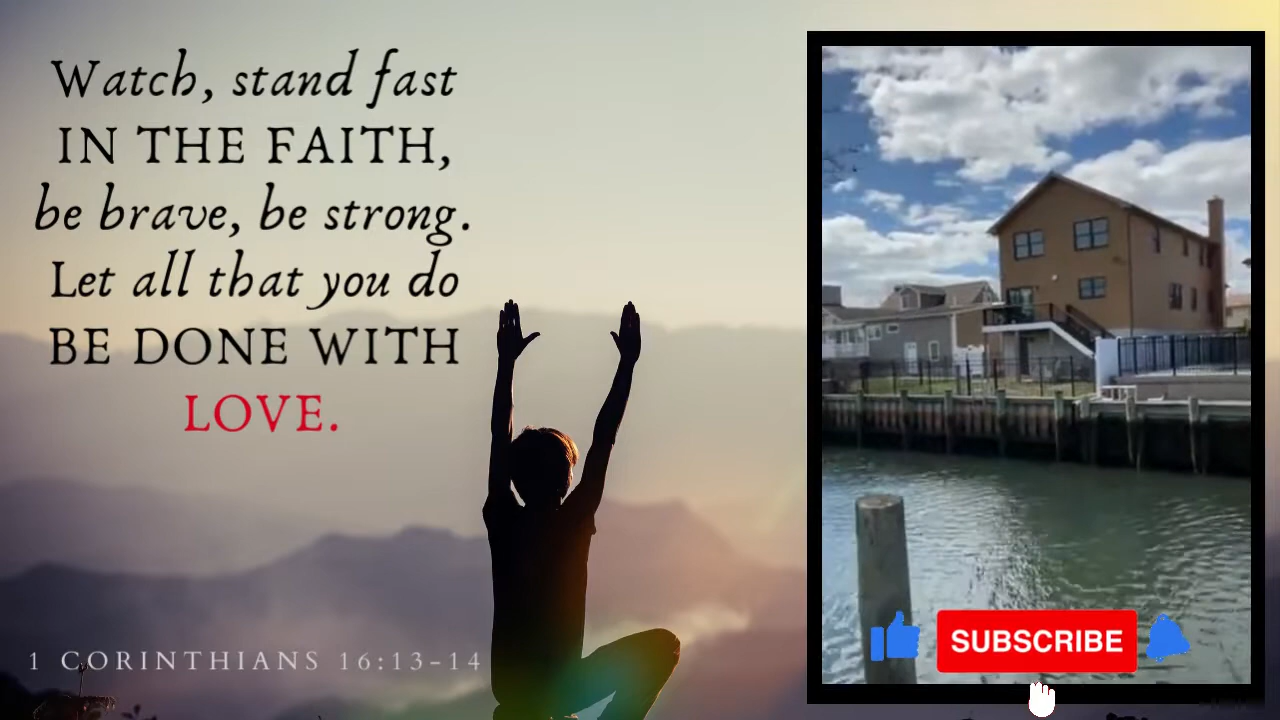 Watch, stand fast
IN THE FAITH,
be brave, be strong.
Let all that you do
BE DONE WITH
LOVE.
1 CORINTHIANS 16:13-14
SUBSCRIBE